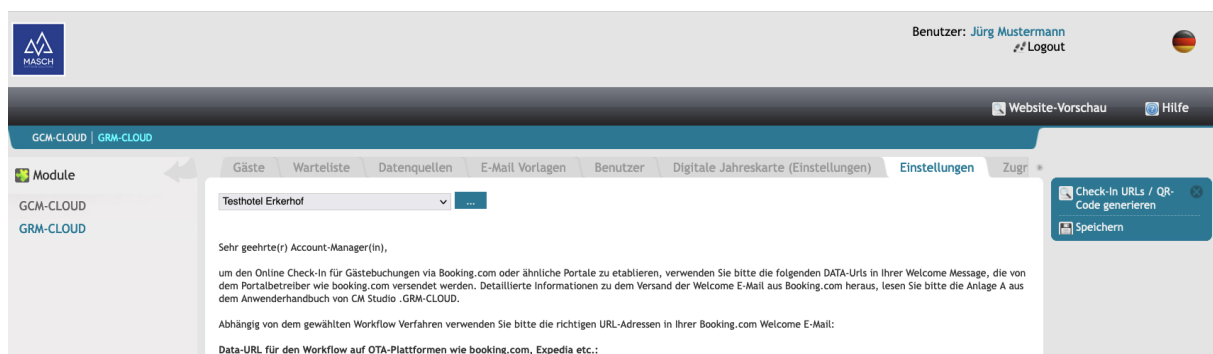 MASCH
Benutzer: Jürg Mustermann
Logout
Website-Vorschau
Hilfe
GCM-CLOUD | GRM-CLOUD
Module
GCM-CLOUD
GRM-CLOUD
Gäste Warteliste Datenquellen E-Mail Vorlagen Benutzer Digitale Jahreskarte (Einstellungen) Einstellungen Zugr
Testhotel Erkerhof
...
Check-In URLs / QR-
Code generieren
Speichern
Sehr geehrte(r) Account-Manager(in),
um den Online Check-In für Gästebuchungen via Booking.com oder ähnliche Portale zu etablieren, verwenden Sie bitte die folgenden DATA-Urls in Ihrer Welcome Message, die von
dem Portalbetreiber wie booking.com versendet werden. Detaillierte Informationen zu dem Versand der Welcome E-Mail aus Booking.com heraus, lesen Sie bitte die Anlage A aus
dem Anwenderhandbuch von CM Studio .GRM-CLOUD.
Abhängig von dem gewählten Workflow Verfahren verwenden Sie bitte die richtigen URL-Adressen in Ihrer Booking.com Welcome E-Mail:
Data-URL für den Workflow auf OTA-Plattformen wie booking.com, Expedia etc.: